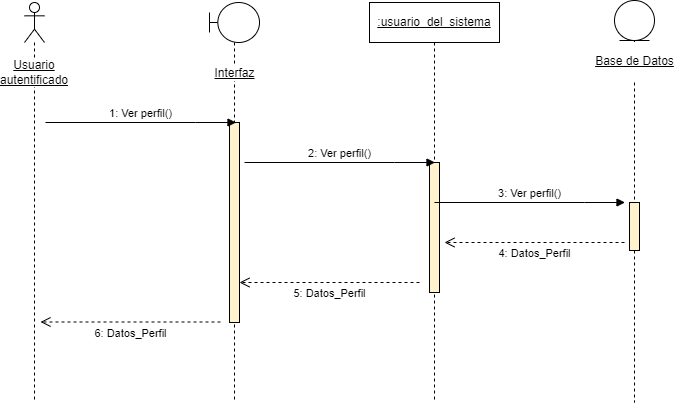 :usuario_del_sistema
Usuario
autentificado
Interfaz
Base de Datos
1: Ver perfil()
2: Ver perfil()
3: Ver perfil()
4: Datos_Perfil
5: Datos_Perfil
6: Datos_Perfil